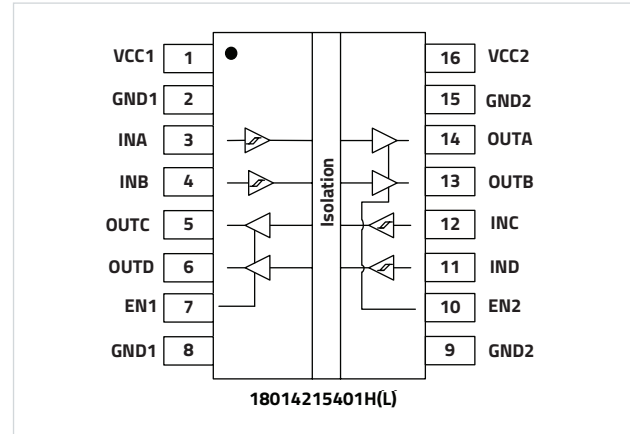 VCC1 1 16 VCC2
GND1 2 15 GND2
INA 3 14 OUTA
INB 4 13 OUTB
Isolation
OUTC 5 12 INC
OUTD 6 11 IND
EN1 7 10 EN2
GND1 8 9 GND2
18014215401H(L)